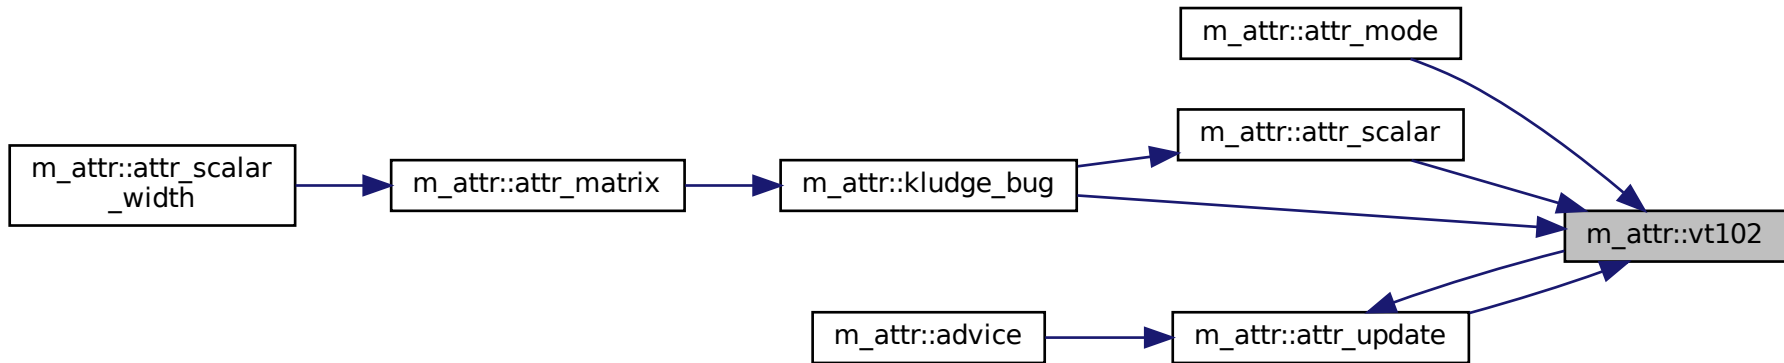 m_attr::attr_mode
m_attr::attr_scalar
m_attr::attr_scalar
_width
m_attr::attr_matrix
m_attr::kludge_bug
m_attr::vt102
m_attr::advice
m_attr::attr_update